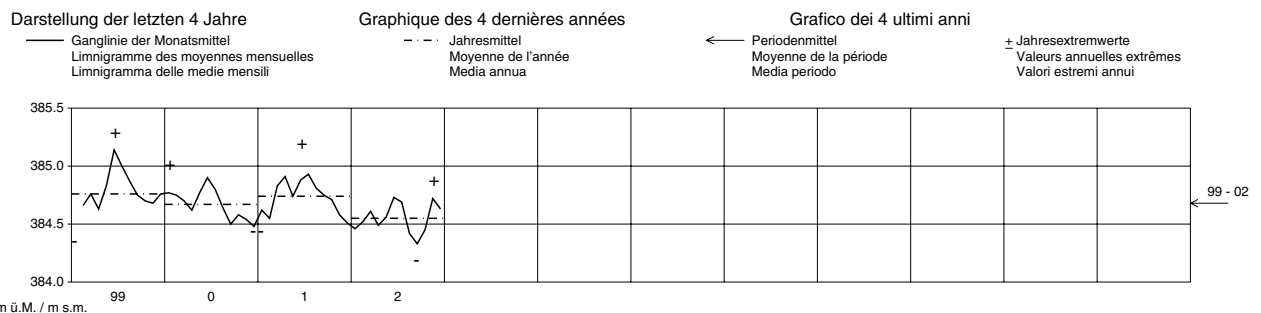 Darstellung der letzten 4 Jahre Graphique des 4 dernières années Grafico dei 4 ultimi anni
Ganglinie der Monatsmittel
Limnigramme des moyennes mensuelles
Limnigramma delle medie mensili
Jahresmittel
Moyenne de l'année
Media annua
Periodenmittel
Moyenne de la période
Media periodo
± Jahresextremwerte
Valeurs annuelles extrêmes
Valori estremi annui
385.5
385.0
384.5
384.0
99 - 02
99 0 1 2
m ü.M. / m s.m.